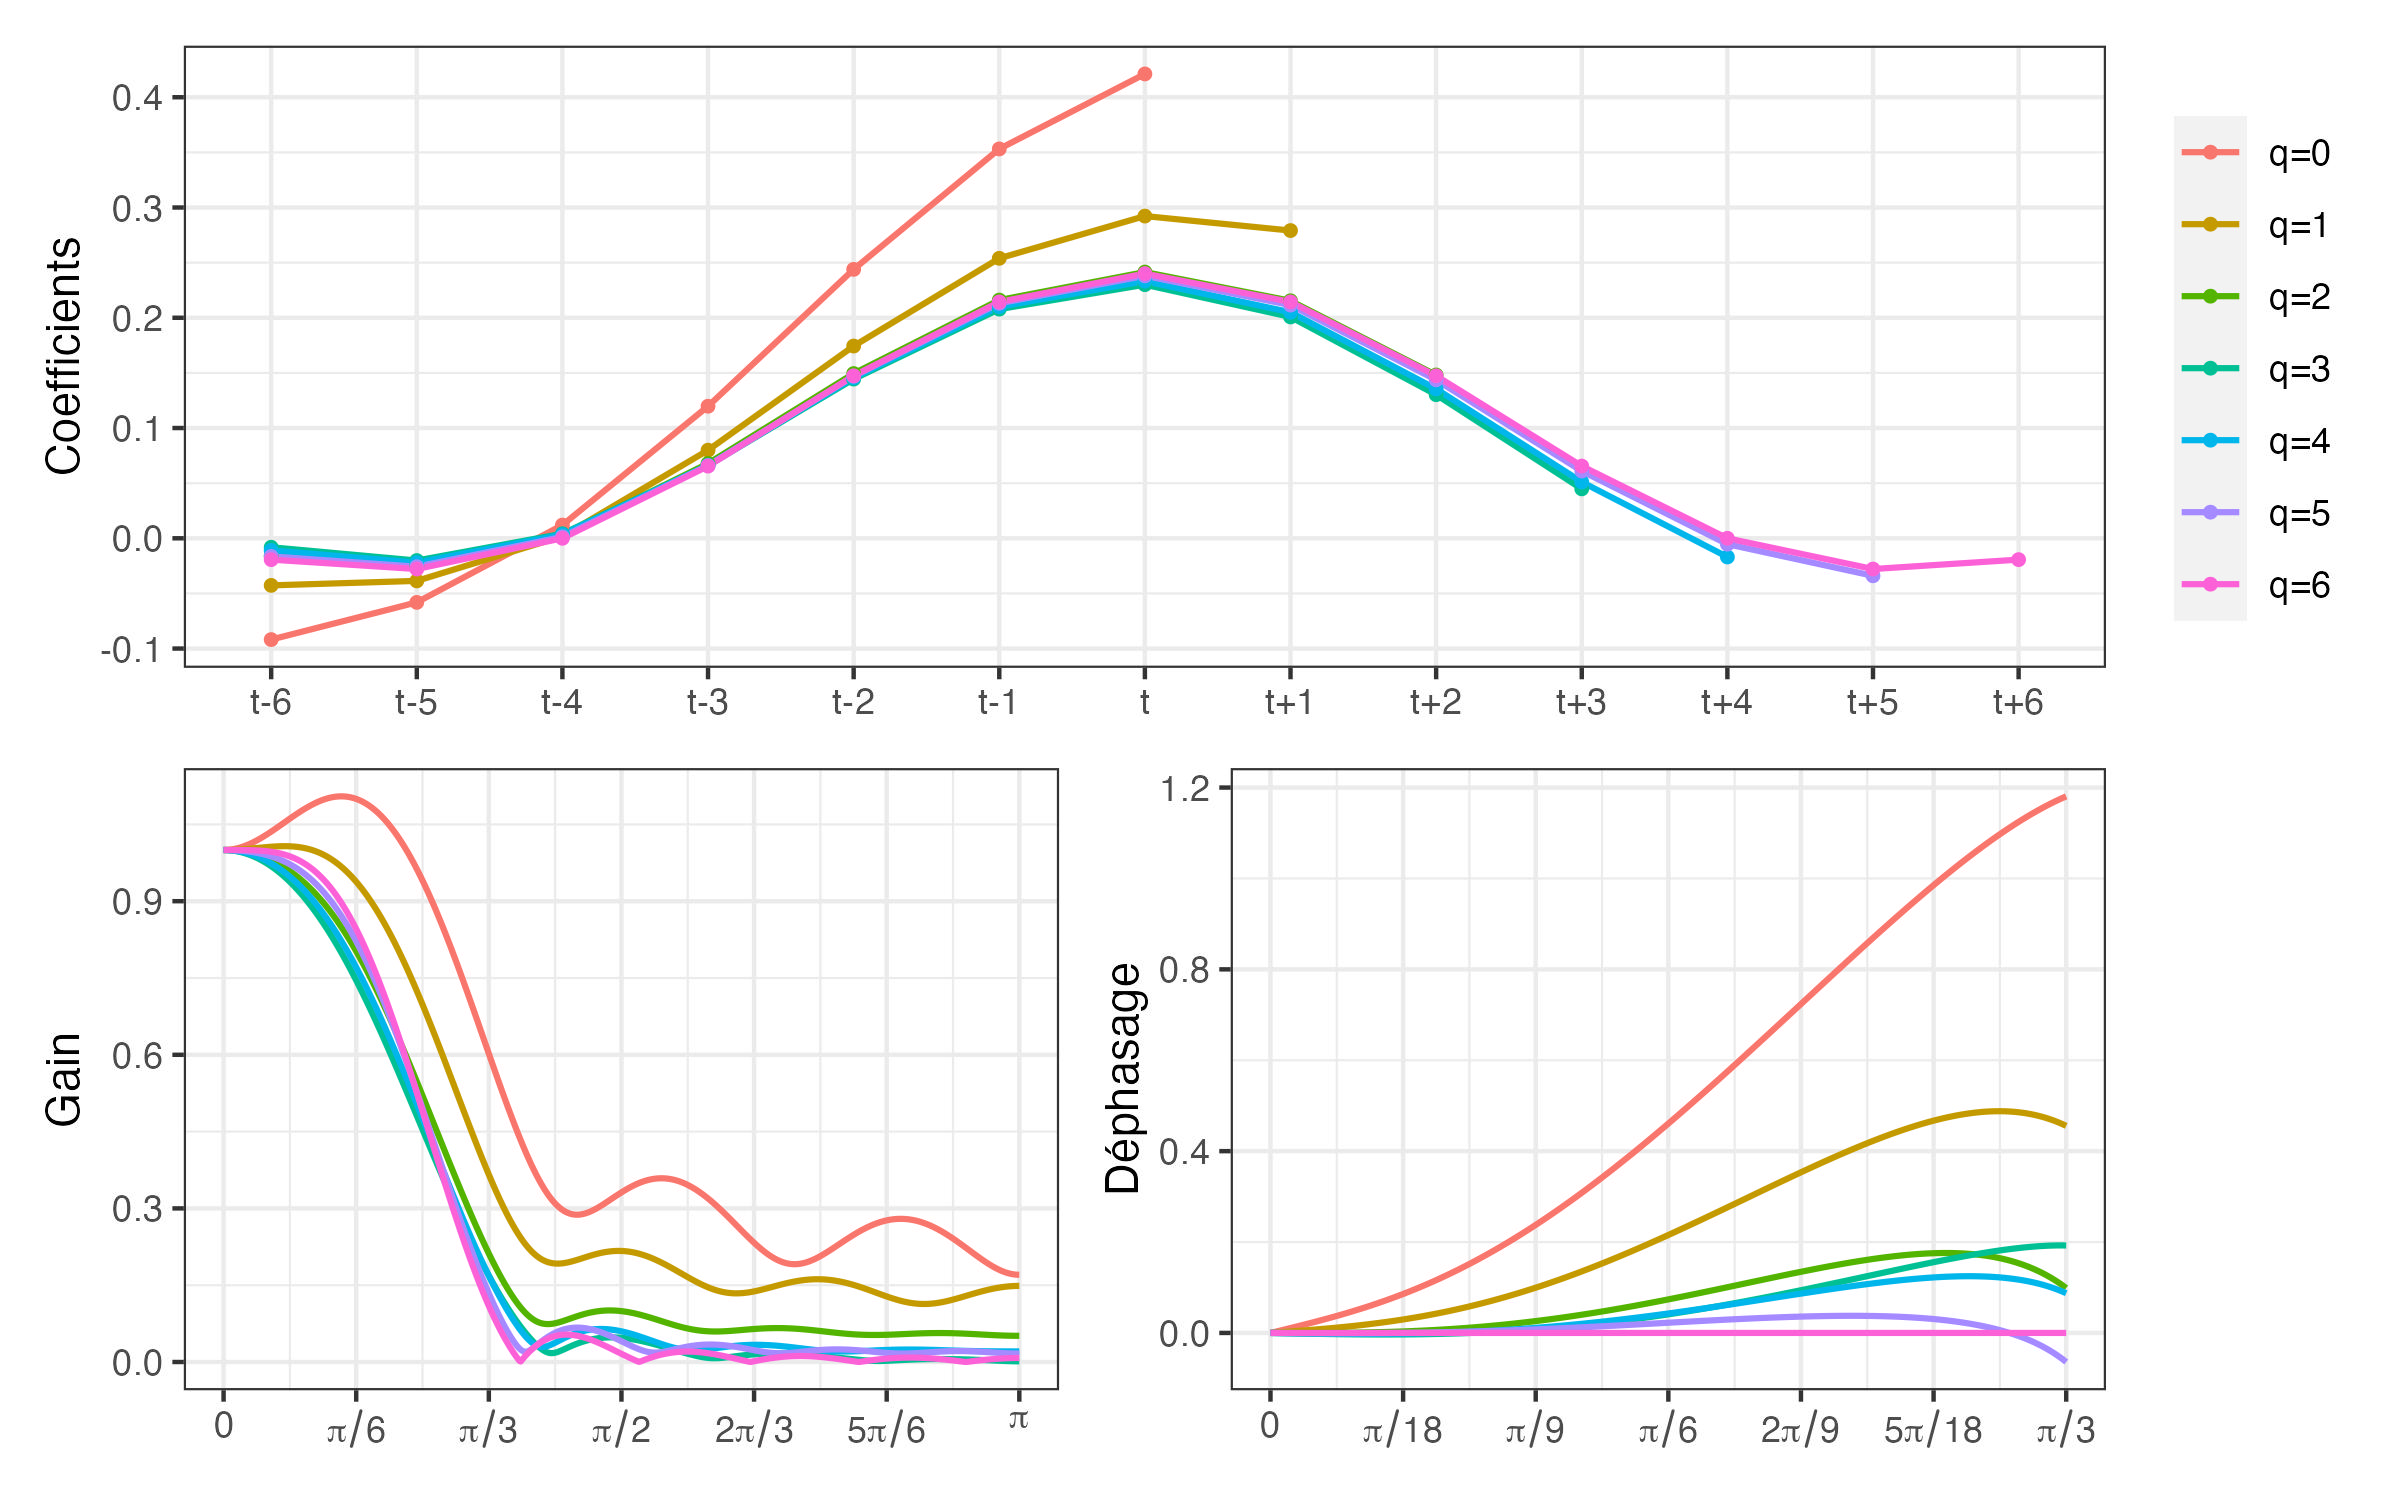 Coefficients
0.4
0.3
0.2
0.1
0.0
-0.1
t-6 t-5 t-4 t-3 t-2 t-1 t t+1 t+2 t+3 t+4 t+5 t+6
q=0
q=1
q=2
q=3
q=4
q=5
q=6
Gain
0.9
0.6
0.3
0.0
0 π/6 π/3 π/2 2π/3 5π/6 π
Déphasage
1.2
0.8
0.4
0.0
0 π/18 π/9 π/6 2π/9 5π/18 π/3